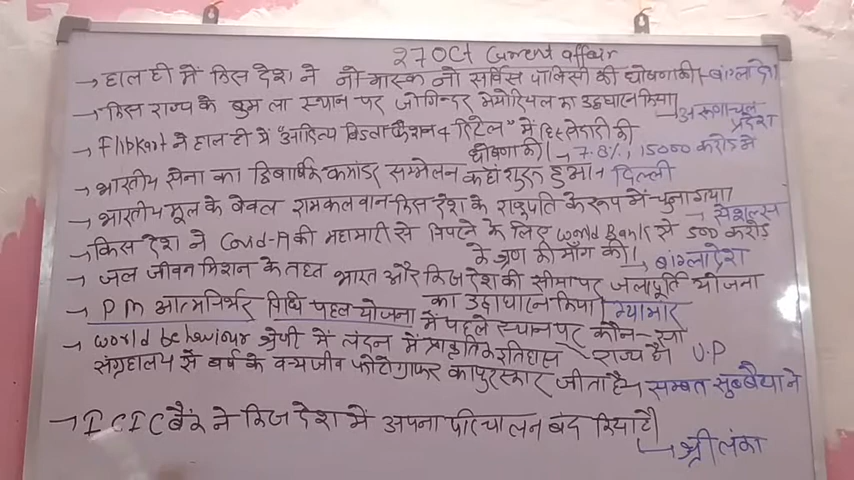 27 Oct Current affair
→ हाल ही में किस देश ने नो मास्क नो सर्विस पालिसी की घोषणा की।- बांग्लादेश
→ किस राज्य के बुम ला स्थान पर जोगिन्दर मेमोरियल का उद्घाटन किया।
→ अरूणाचल प्रदेश
→ Flipkart ने हाल ही में "आदित्य बिडला फैशन & रिटेल" में हिस्सेदारी की
घोषणा की। → 7.8%, 15000 करोड में
→ भारतीय सेना का द्विवार्षिक कमांडर सम्मेलन कहां शुरू हुआ - दिल्ली
→ भारतीय मूल के वेवल रामकलवान किस देश के राष्ट्रपति के रूप में चुना गया।
→ सेशल्स
→ किस देश ने Covid-19 की महामारी से निपटने के लिए World Bank से 500 करोड़
के ऋण की माँग की। → बांग्लादेश
→ जल जीवन मिशन के तहत भारत और किस देश की सीमा पर जलापूर्ति योजना
का उद्घाटन किया। म्यामार
→ PM आत्मनिर्भर निधि पहल योजना में पहले स्थान पर कौन-सा
राज्य है। U.P
→ World behaviour श्रेणी में लंदन में प्राकृतिक इतिहास
संग्रहालय से वर्ष के वन्यजीव फोटोग्राफर का पुरस्कार जीता है → सम्बत सुब्बैया ने
→ ICIC बैंक ने किस देश में अपना परिचालन बंद किया है।
→ श्रीलंका